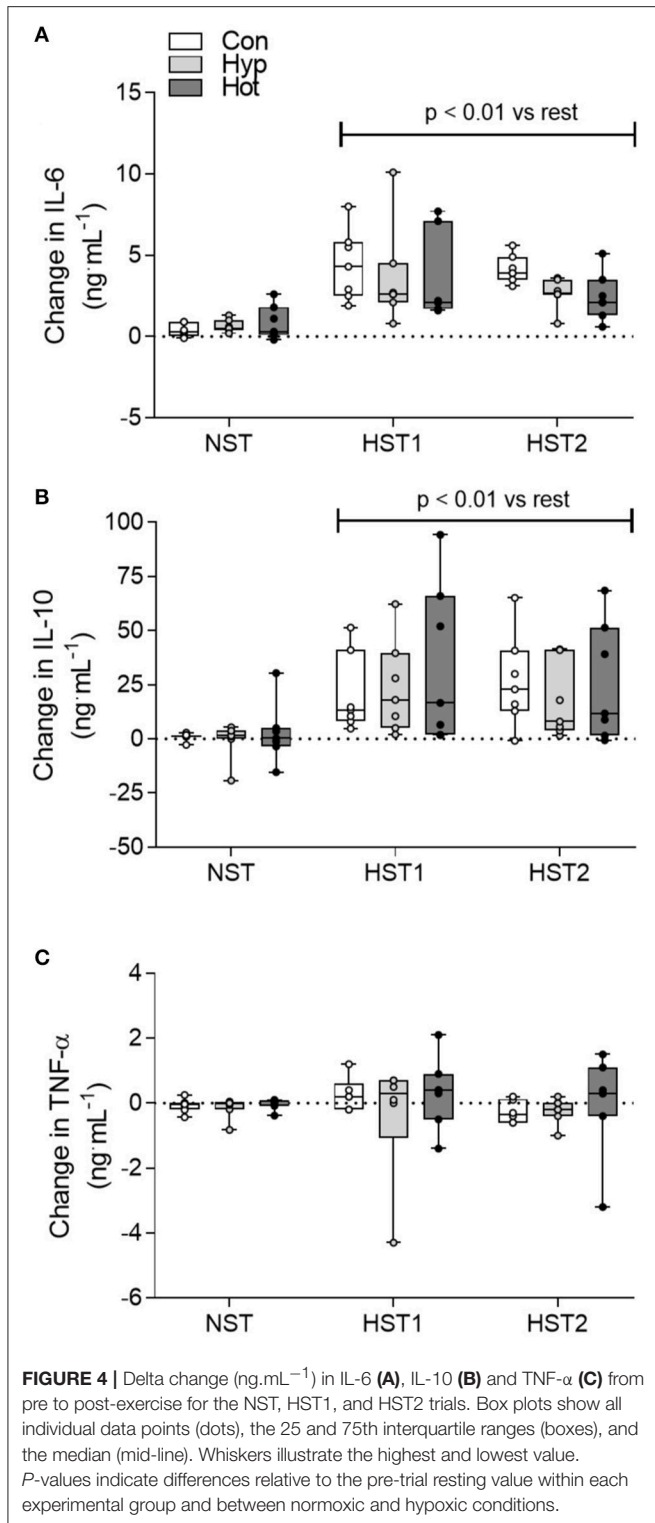 A
Con
Hyp
Hot
p < 0.01 vs rest
15
10
5
0
-5
Change in IL-6
(ng·mL⁻¹)
NST HST1 HST2
B
p < 0.01 vs rest
100
75
50
25
0
-25
-50
Change in IL-10
(ng·mL⁻¹)
NST HST1 HST2
C
4
2
0
-2
-4
-6
Change in TNF-α
(ng·mL⁻¹)
NST HST1 HST2
FIGURE 4 | Delta change (ng.mL⁻¹) in IL-6 (A), IL-10 (B) and TNF-α (C) from
pre to post-exercise for the NST, HST1, and HST2 trials. Box plots show all
individual data points (dots), the 25 and 75th interquartile ranges (boxes), and
the median (mid-line). Whiskers illustrate the highest and lowest value.
P-values indicate differences relative to the pre-trial resting value within each
experimental group and between normoxic and hypoxic conditions.